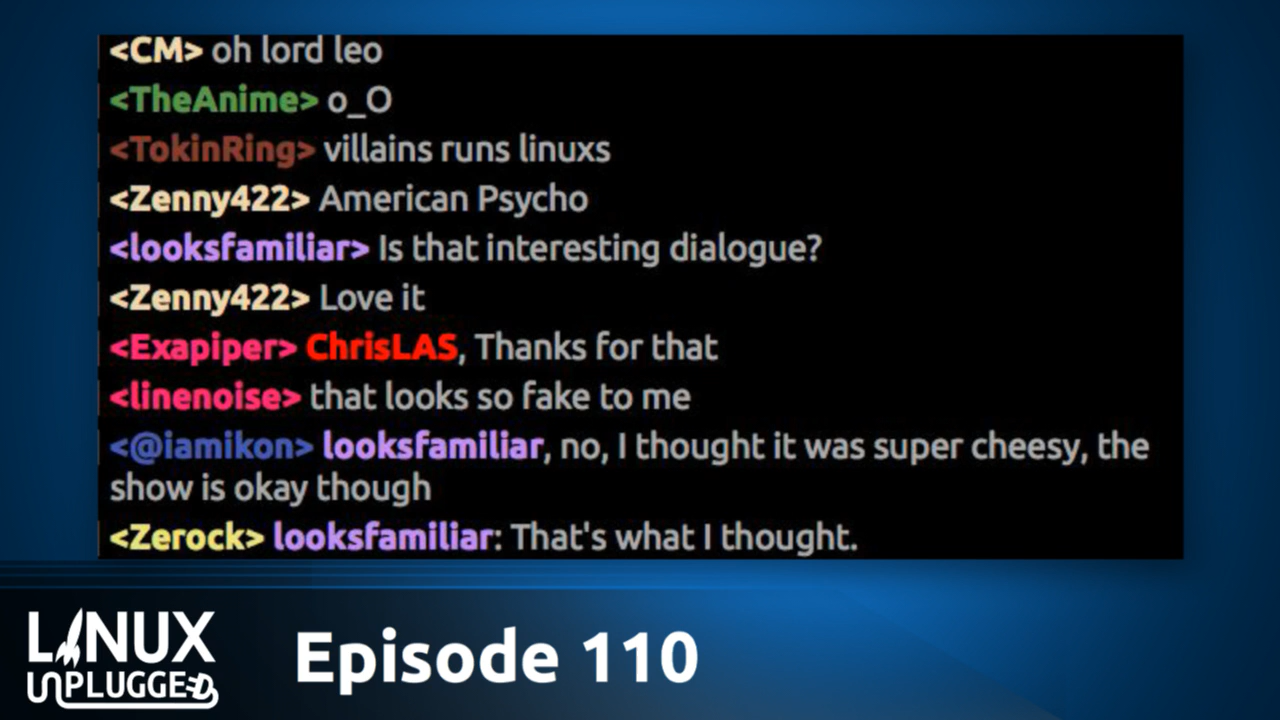 <CM> oh lord leo
<TheAnime> o_O
<TokinRing> villains runs linuxs
<Zenny422> American Psycho
<looksfamiliar> Is that interesting dialogue?
<Zenny422> Love it
<Exapiper> ChrisLAS, Thanks for that
<linenoise> that looks so fake to me
<@iamikon> looksfamiliar, no, I thought it was super cheesy, the
show is okay though
<Zerock> looksfamiliar: That's what I thought.
LINUX
UNPLUGGED
Episode 110